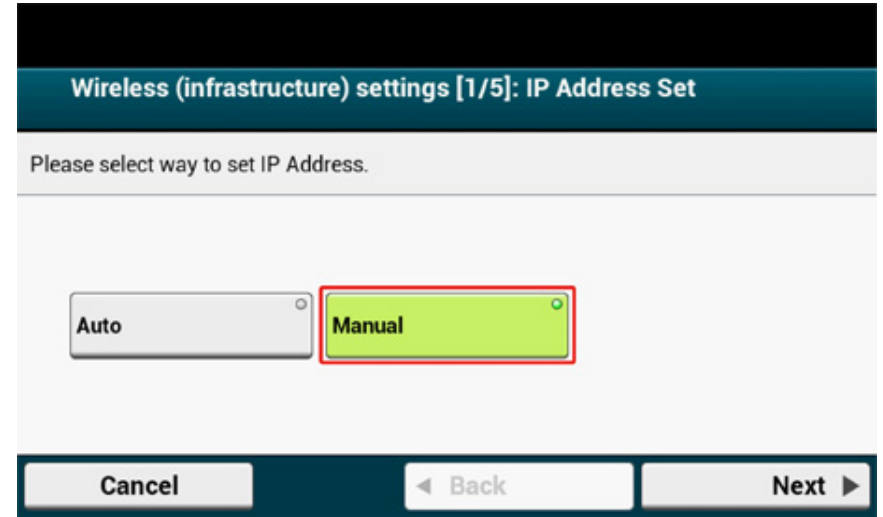 Wireless (infrastructure) settings [1/5]: IP Address Set
Please select way to set IP Address.
Auto
Manual
Cancel
Back
Next